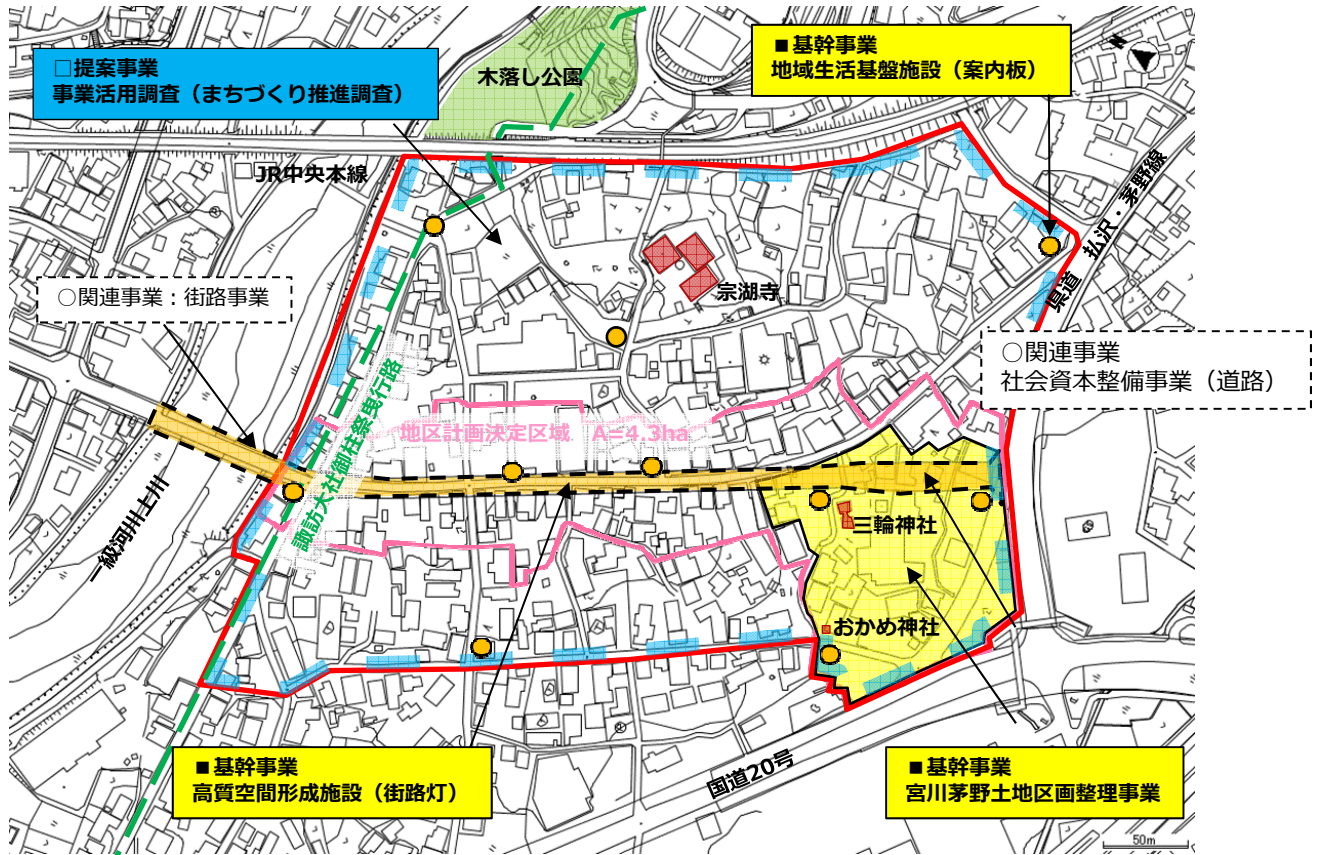 □提案事業
事業活用調査（まちづくり推進調査）
木落し公園
■基幹事業
地域生活基盤施設（案内板）
N
JR中央本線
県道　払沢・茅野線
宗湖寺
○関連事業：街路事業
○関連事業
社会資本整備事業（道路）
諏訪大社御柱祭曳行路
地区計画決定区域　A=4.3ha
一級河川上川
三輪神社
おかめ神社
■基幹事業
高質空間形成施設（街路灯）
国道20号
■基幹事業
宮川茅野土地区画整理事業
50m